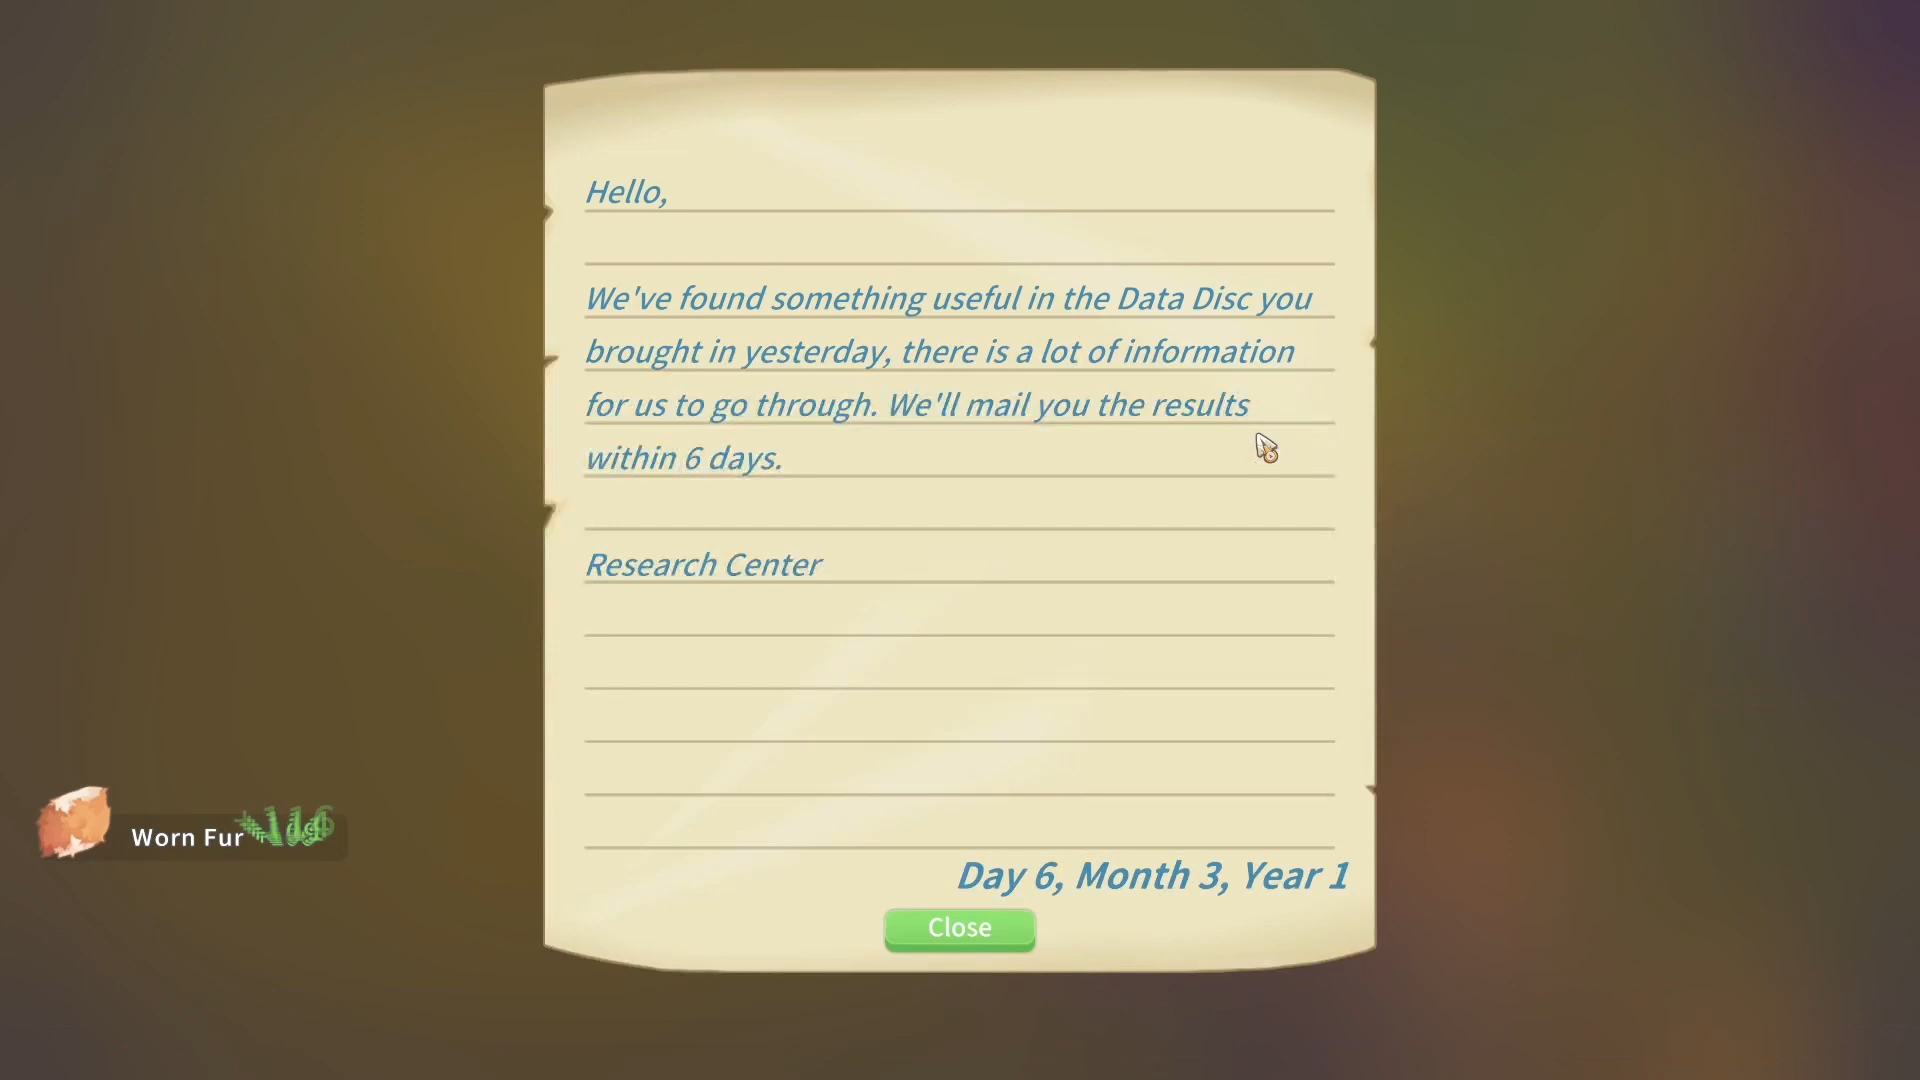 Hello,
We've found something useful in the Data Disc you
brought in yesterday, there is a lot of information
for us to go through. We'll mail you the results
within 6 days.
Research Center
Day 6, Month 3, Year 1
Close
Worn Fur